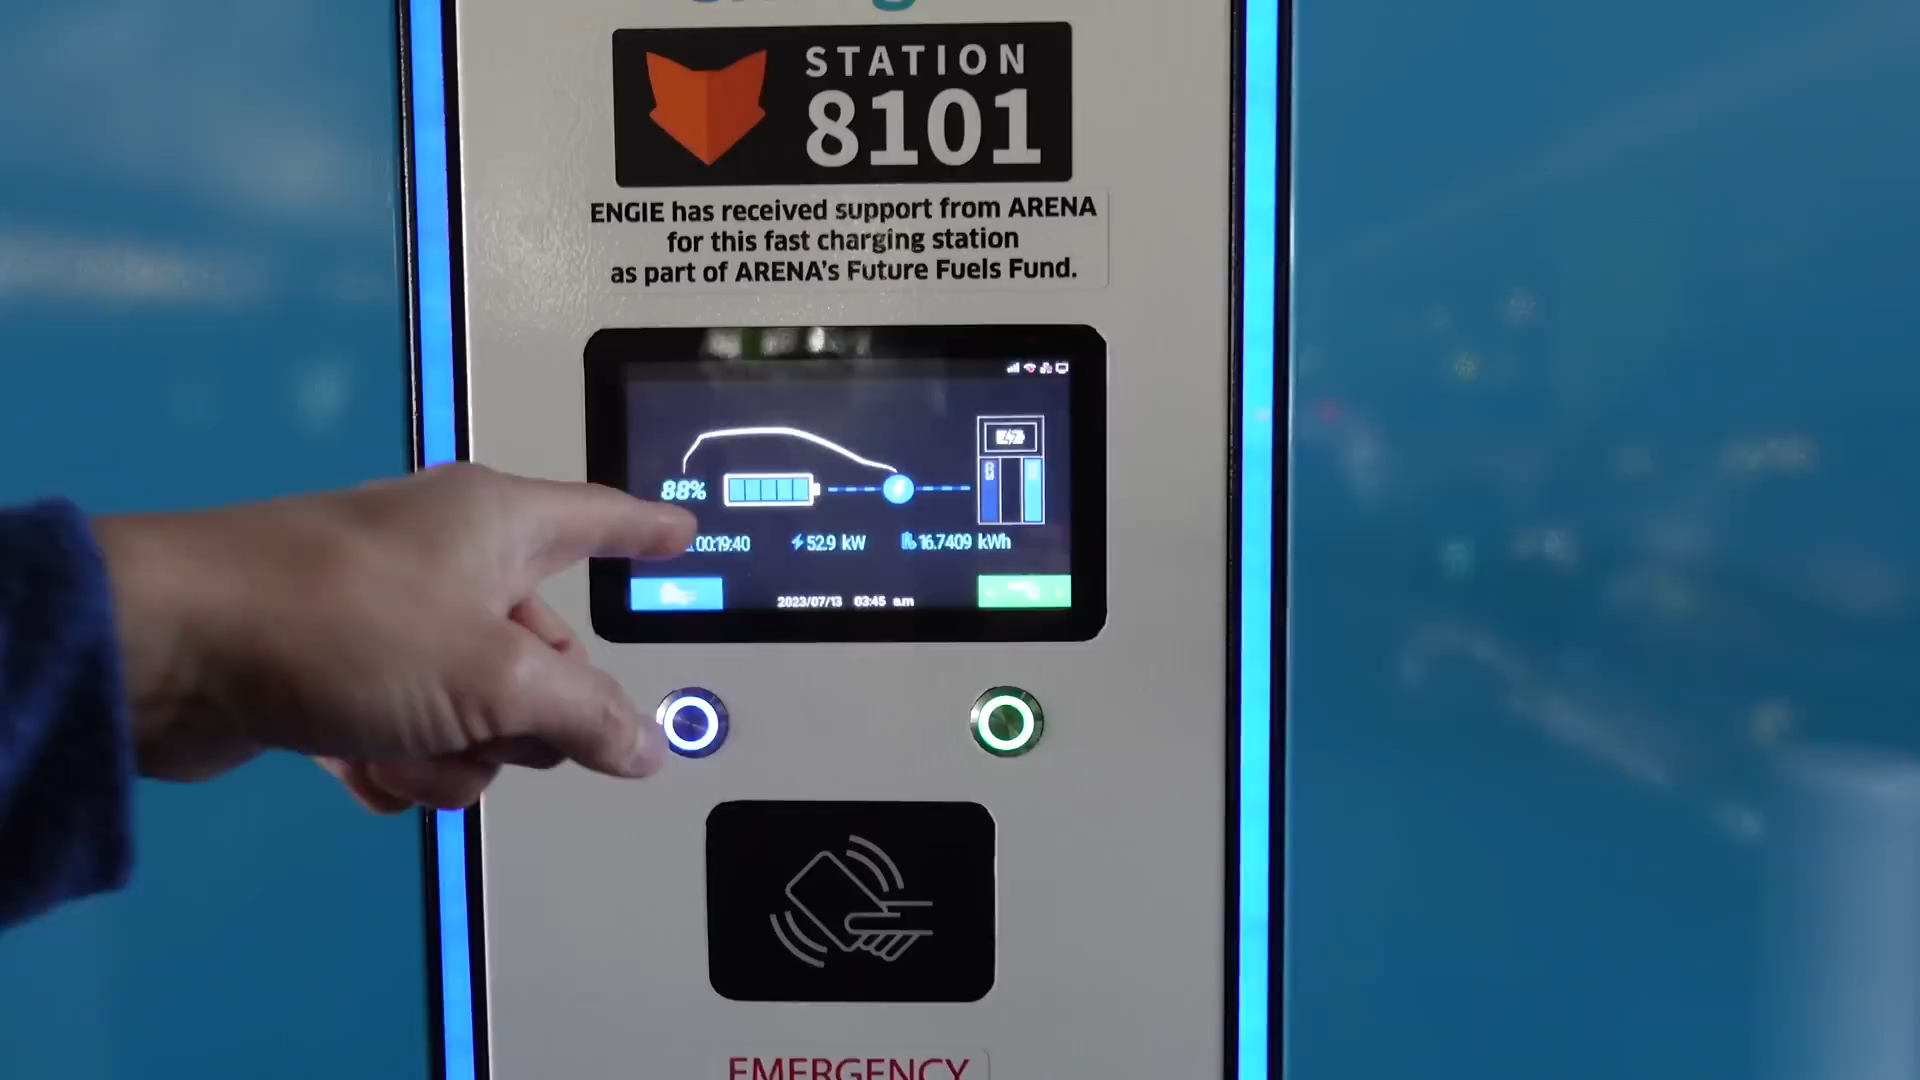 STATION
8101
ENGIE has received support from ARENA
for this fast charging station
as part of ARENA's Future Fuels Fund.
88%
00:19:40 52.9 kW 16.7409 kWh
2023/07/13 03:45 a.m
EMERGENCY